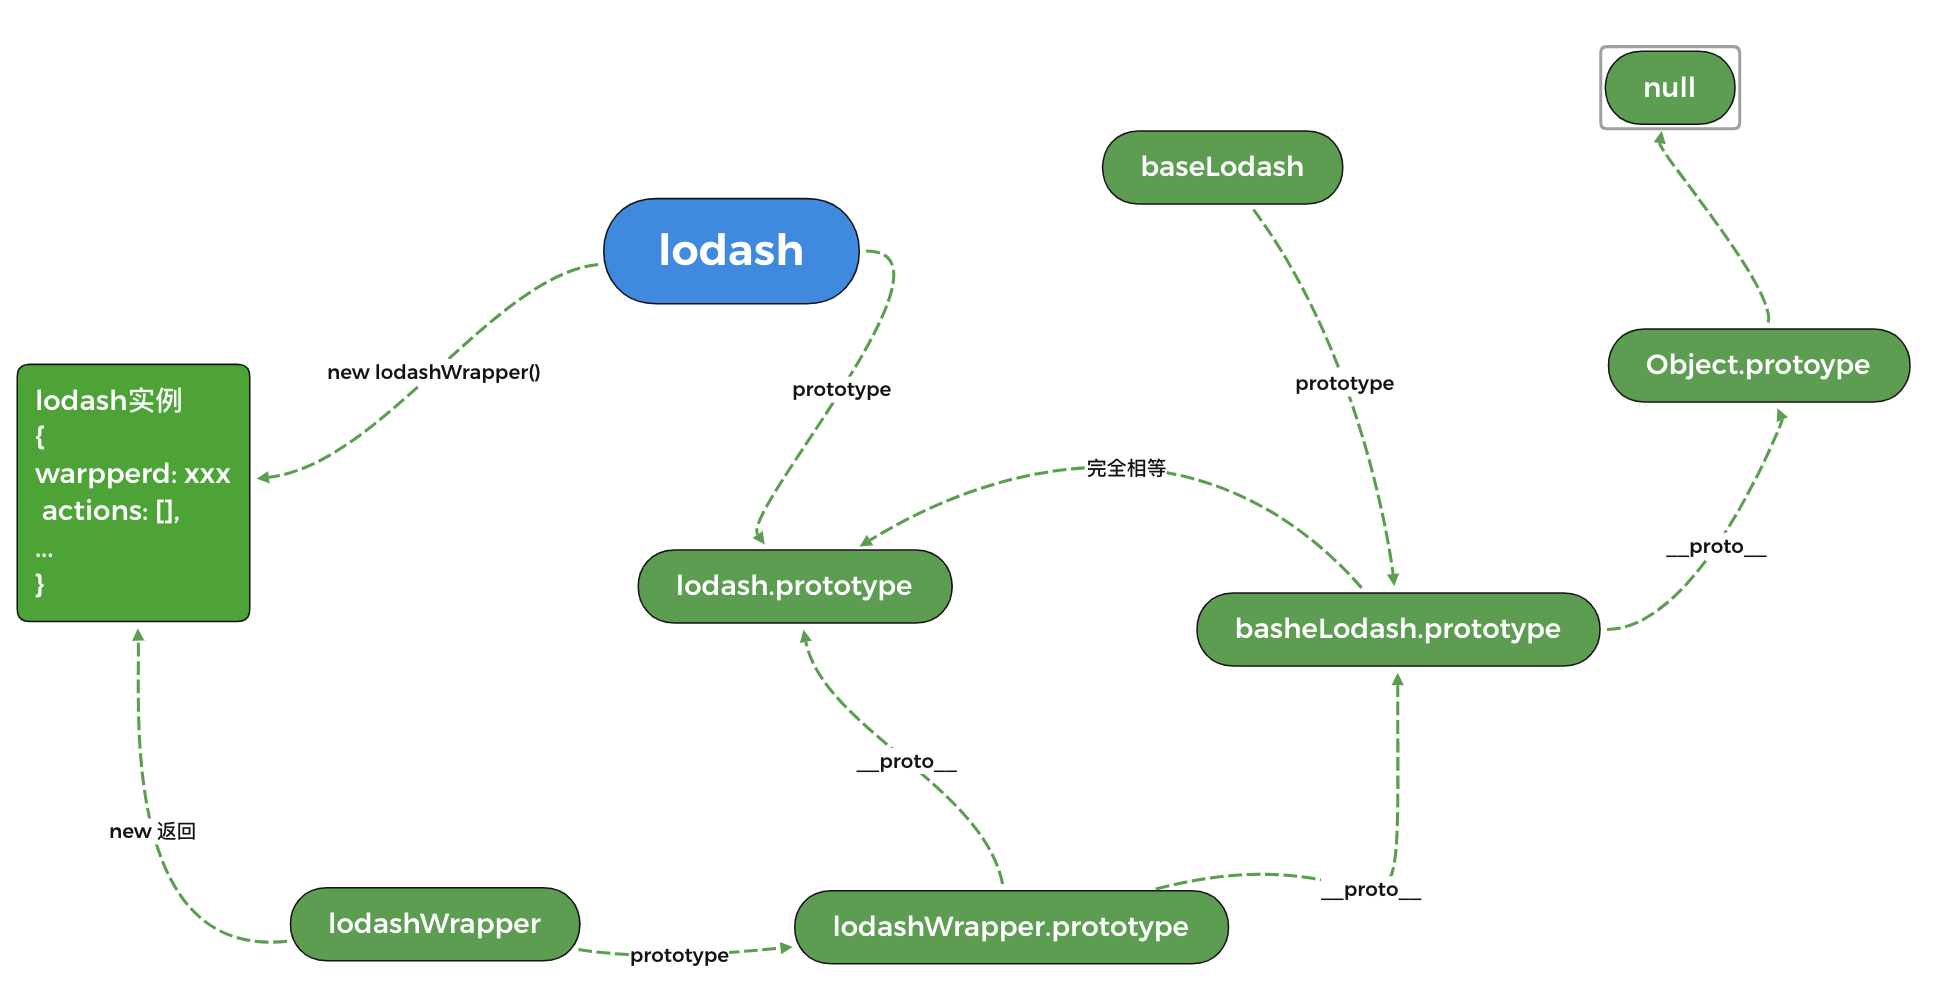 null
baseLodash
lodash
Object.protoype
new lodashWrapper()
prototype
prototype
lodash实例
{
warpperd: xxx
actions: [],
...
}
完全相等
__proto__
lodash.prototype
basheLodash.prototype
__proto__
new 返回
__proto__
lodashWrapper
prototype
lodashWrapper.prototype